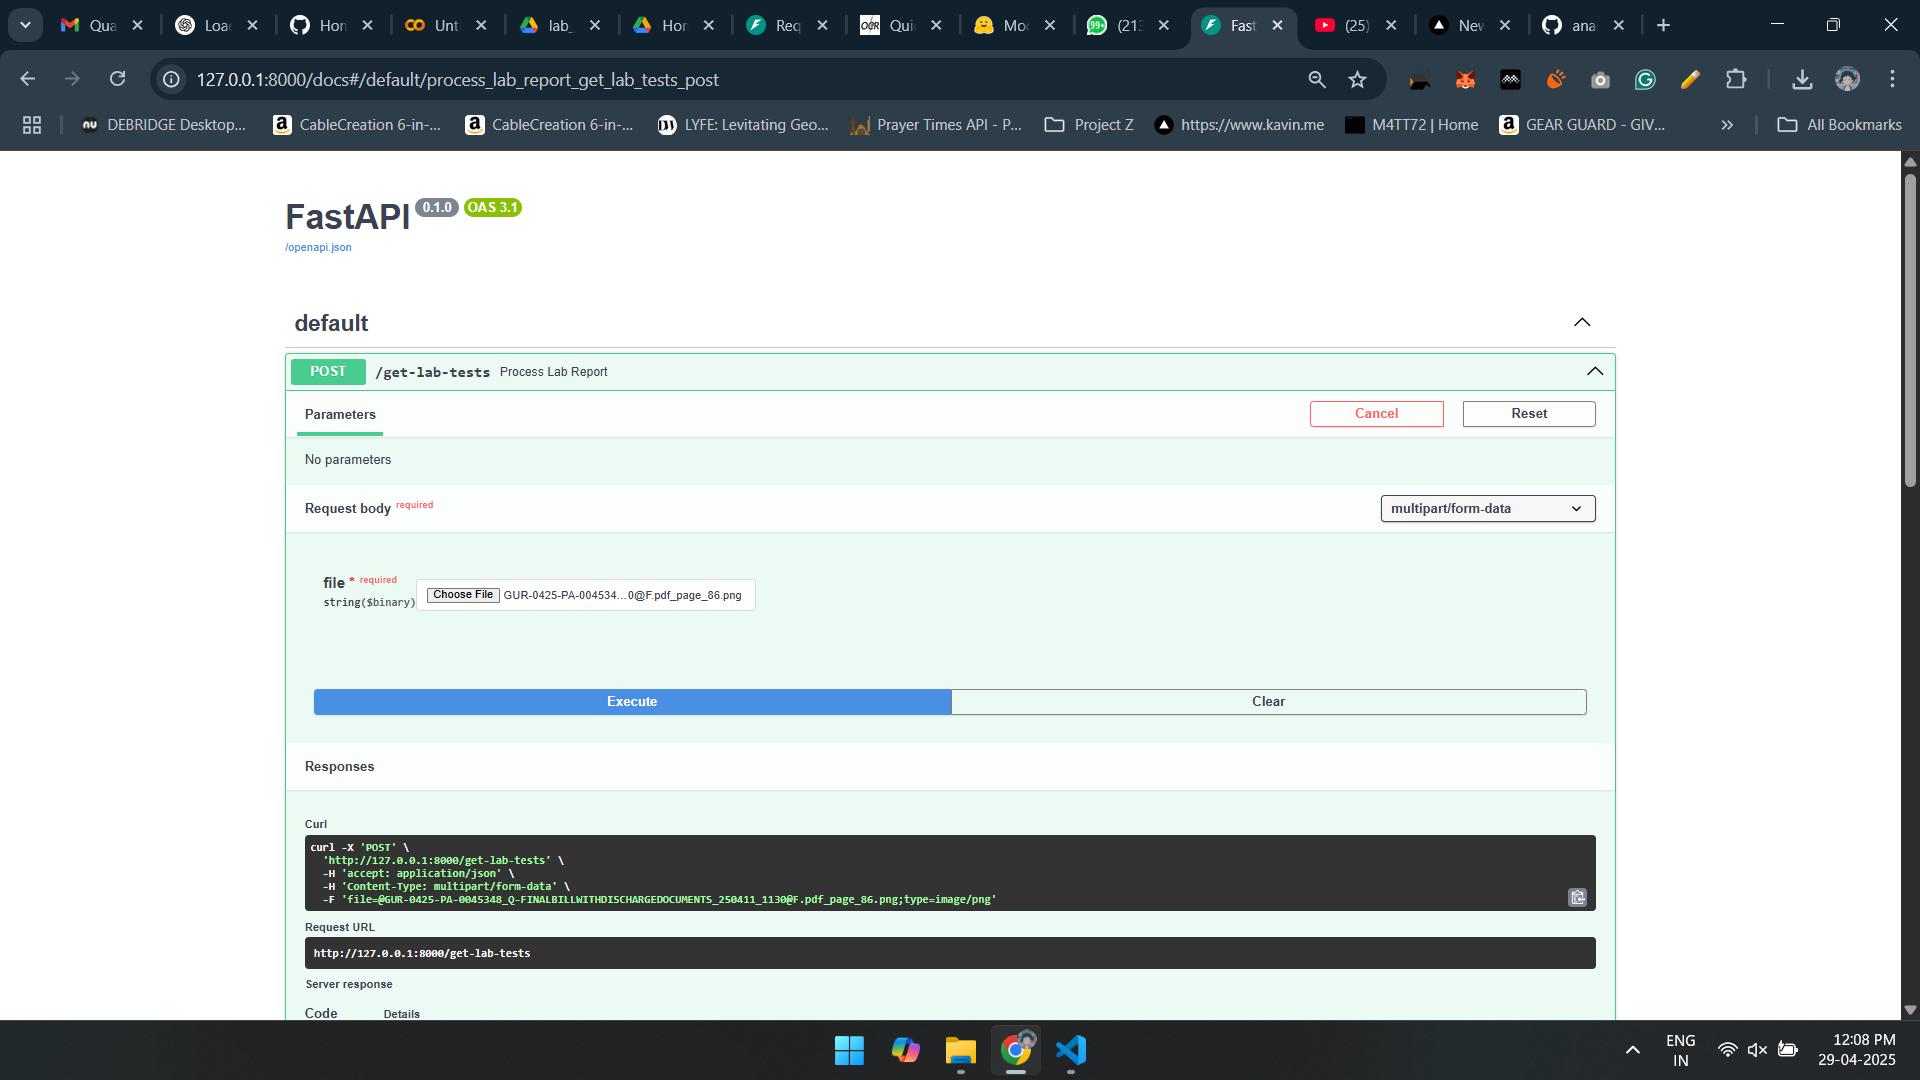 Qua
Loa
Hon
Unt
lab_
Hon
Req
Quic
Moc
(213
Fast
(25)
New
ana
127.0.0.1:8000/docs#/default/process_lab_report_get_lab_tests_post
DEBRIDGE Desktop...
CableCreation 6-in-...
CableCreation 6-in-...
LYFE: Levitating Geo...
Prayer Times API - P...
Project Z
https://www.kavin.me
M4TT72 | Home
GEAR GUARD - GIV...
All Bookmarks
FastAPI 0.1.0 OAS 3.1
/openapi.json
default
POST /get-lab-tests Process Lab Report
Parameters
Cancel
Reset
No parameters
Request body required
multipart/form-data
file * required
string($binary)
Choose File GUR-0425-PA-004534...0@F.pdf_page_86.png
Execute
Clear
Responses
Curl
curl -X 'POST' \
'http://127.0.0.1:8000/get-lab-tests' \
-H 'accept: application/json' \
-H 'Content-Type: multipart/form-data' \
-F 'file=@GUR-0425-PA-0045348_Q-FINALBILLWITHDISCHARGEDOCUMENTS_250411_1130@F.pdf_page_86.png;type=image/png'
Request URL
http://127.0.0.1:8000/get-lab-tests
Server response
Code Details
ENG
IN
12:08 PM
29-04-2025